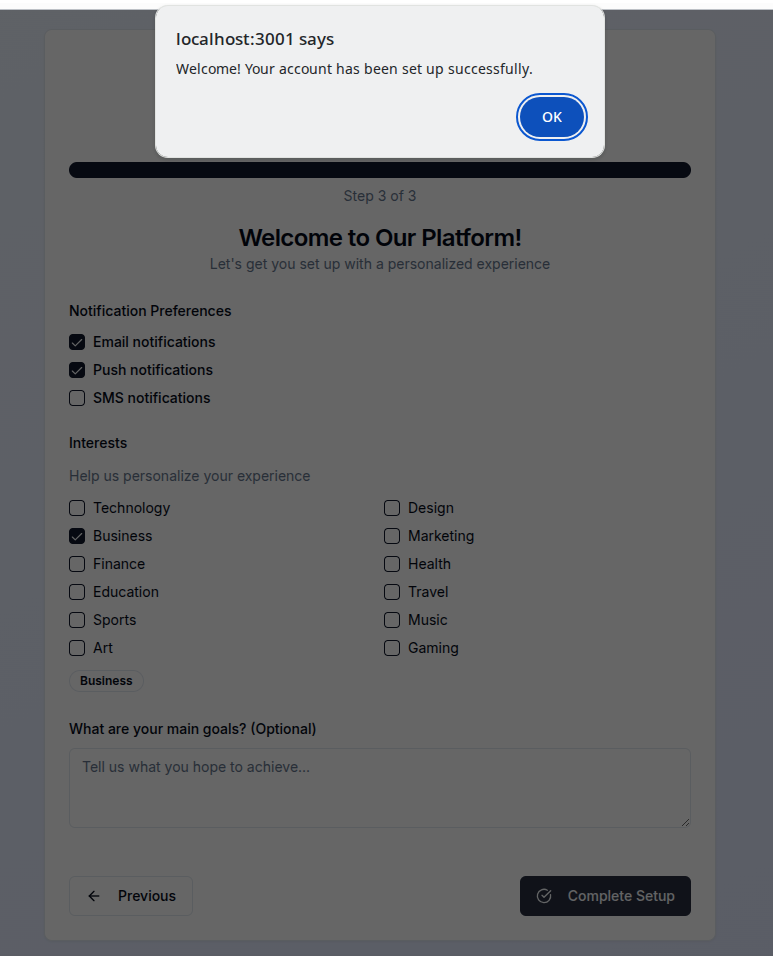 localhost:3001 says
Welcome! Your account has been set up successfully.
OK
Step 3 of 3
Welcome to Our Platform!
Let's get you set up with a personalized experience
Notification Preferences
Email notifications
Push notifications
SMS notifications
Interests
Help us personalize your experience
Technology
Design
Business
Marketing
Finance
Health
Education
Travel
Sports
Music
Art
Gaming
Business
What are your main goals? (Optional)
Tell us what you hope to achieve...
Previous
Complete Setup